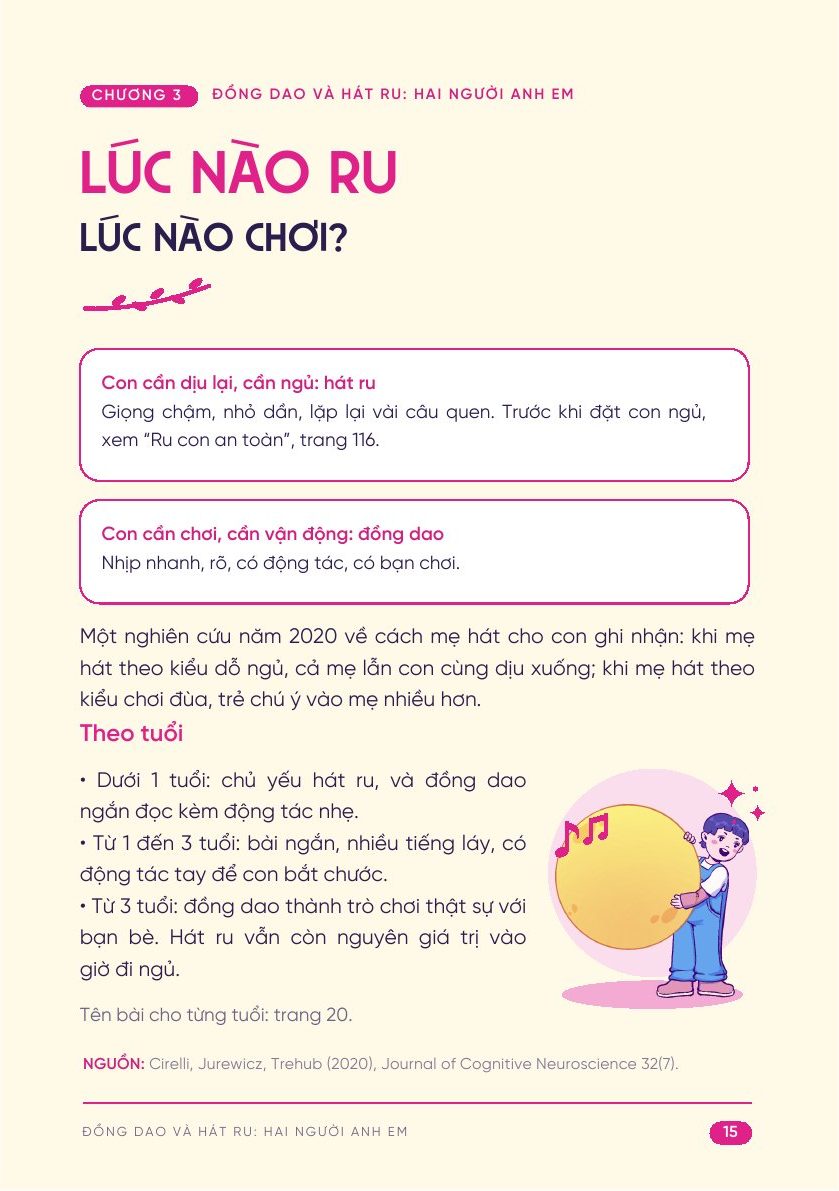 CHƯƠNG 3 ĐỒNG DAO VÀ HÁT RU: HAI NGƯỜI ANH EM
LÚC NÀO RU
LÚC NÀO CHƠI?
Con cần dịu lại, cần ngủ: hát ru
Giọng chậm, nhỏ dần, lặp lại vài câu quen. Trước khi đặt con ngủ,
xem “Ru con an toàn”, trang 116.
Con cần chơi, cần vận động: đồng dao
Nhịp nhanh, rõ, có động tác, có bạn chơi.
Một nghiên cứu năm 2020 về cách mẹ hát cho con ghi nhận: khi mẹ
hát theo kiểu dỗ ngủ, cả mẹ lẫn con cùng dịu xuống; khi mẹ hát theo
kiểu chơi đùa, trẻ chú ý vào mẹ nhiều hơn.
Theo tuổi
• Dưới 1 tuổi: chủ yếu hát ru, và đồng dao
ngắn đọc kèm động tác nhẹ.
• Từ 1 đến 3 tuổi: bài ngắn, nhiều tiếng láy, có
động tác tay để con bắt chước.
• Từ 3 tuổi: đồng dao thành trò chơi thật sự với
bạn bè. Hát ru vẫn còn nguyên giá trị vào
giờ đi ngủ.
Tên bài cho từng tuổi: trang 20.
NGUỒN: Cirelli, Jurewicz, Trehub (2020), Journal of Cognitive Neuroscience 32(7).
ĐỒNG DAO VÀ HÁT RU: HAI NGƯỜI ANH EM 15